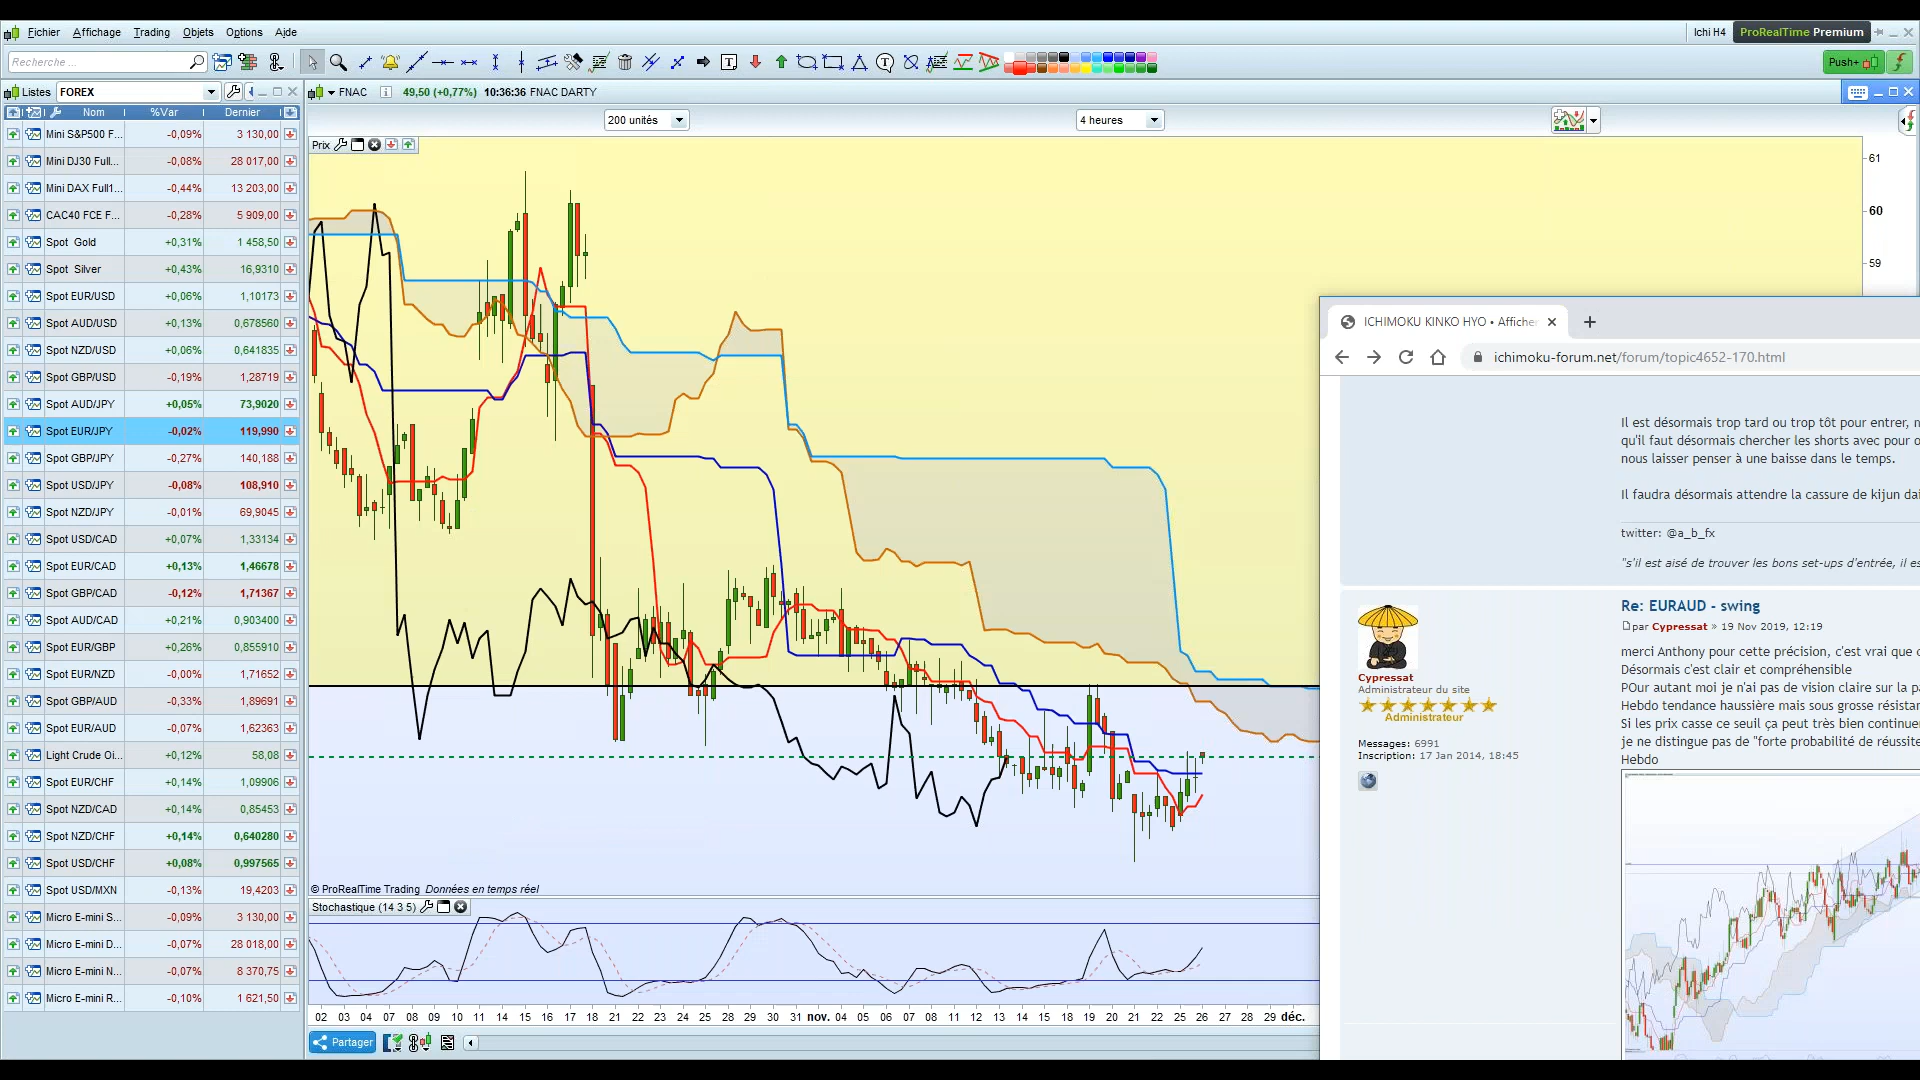 Fichier Affichage Trading Objets Options Aide
Ichi H4 ProRealTime Premium
Recherche ...
Push+
Listes FOREX
FNAC 49,50 (+0,77%) 10:36:36 FNAC DARTY
Nom %Var Dernier
200 unités 4 heures
Prix
Mini S&P500 F... -0,09% 3 130,00
Mini DJ30 Full... -0,08% 28 017,00
Mini DAX Full1... -0,44% 13 203,00
CAC40 FCE F... -0,28% 5 909,00
Spot Gold +0,31% 1 458,50
Spot Silver +0,43% 16,9310
Spot EUR/USD +0,06% 1,10173
Spot AUD/USD +0,13% 0,678560
Spot NZD/USD +0,06% 0,641835
Spot GBP/USD -0,19% 1,28719
Spot AUD/JPY +0,05% 73,9020
Spot EUR/JPY -0,02% 119,990
Spot GBP/JPY -0,27% 140,188
Spot USD/JPY -0,08% 108,910
Spot NZD/JPY -0,01% 69,9045
Spot USD/CAD +0,07% 1,33134
Spot EUR/CAD +0,13% 1,46678
Spot GBP/CAD -0,12% 1,71367
Spot AUD/CAD +0,21% 0,903400
Spot EUR/GBP +0,26% 0,855910
Spot EUR/NZD -0,00% 1,71652
Spot GBP/AUD -0,33% 1,89691
Spot EUR/AUD -0,07% 1,62363
Light Crude Oi... +0,12% 58,08
Spot EUR/CHF +0,14% 1,09906
Spot NZD/CAD +0,14% 0,85453
Spot NZD/CHF +0,14% 0,640280
Spot USD/CHF +0,08% 0,997565
Spot USD/MXN -0,13% 19,4203
Micro E-mini S... -0,09% 3 130,00
Micro E-mini D... -0,07% 28 018,00
Micro E-mini N... -0,07% 8 370,75
Micro E-mini R... -0,10% 1 621,50
61
60
59
© ProRealTime Trading Données en temps réel
Stochastique (14 3 5)
02 03 04 07 08 09 10 11 14 15 16 17 18 21 22 23 24 25 28 29 30 31 nov. 04 05 06 07 08 11 12 13 14 15 18 19 20 21 22 25 26 27 28 29 déc.
Partager
ICHIMOKU KINKO HYO • Afficher
ichimoku-forum.net/forum/topic4652-170.html
Il est désormais trop tard ou trop tôt pour entrer, n
qu'il faut désormais chercher les shorts avec pour o
nous laisser penser à une baisse dans le temps.
Il faudra désormais attendre la cassure de kijun dai
twitter: @a_b_fx
"s'il est aisé de trouver les bons set-ups d'entrée, il es
Re: EURAUD - swing
par Cypressat » 19 Nov 2019, 12:19
Cypressat
Administrateur du site
Administrateur
Messages: 6991
Inscription: 17 Jan 2014, 18:45
merci Anthony pour cette précision, c'est vrai que c
Désormais c'est clair et compréhensible
POur autant moi je n'ai pas de vision claire sur la pa
Hebdo tendance haussière mais sous grosse résistan
Si les prix casse ce seuil ça peut très bien continuer
je ne distingue pas de "forte probabilité de réussite
Hebdo